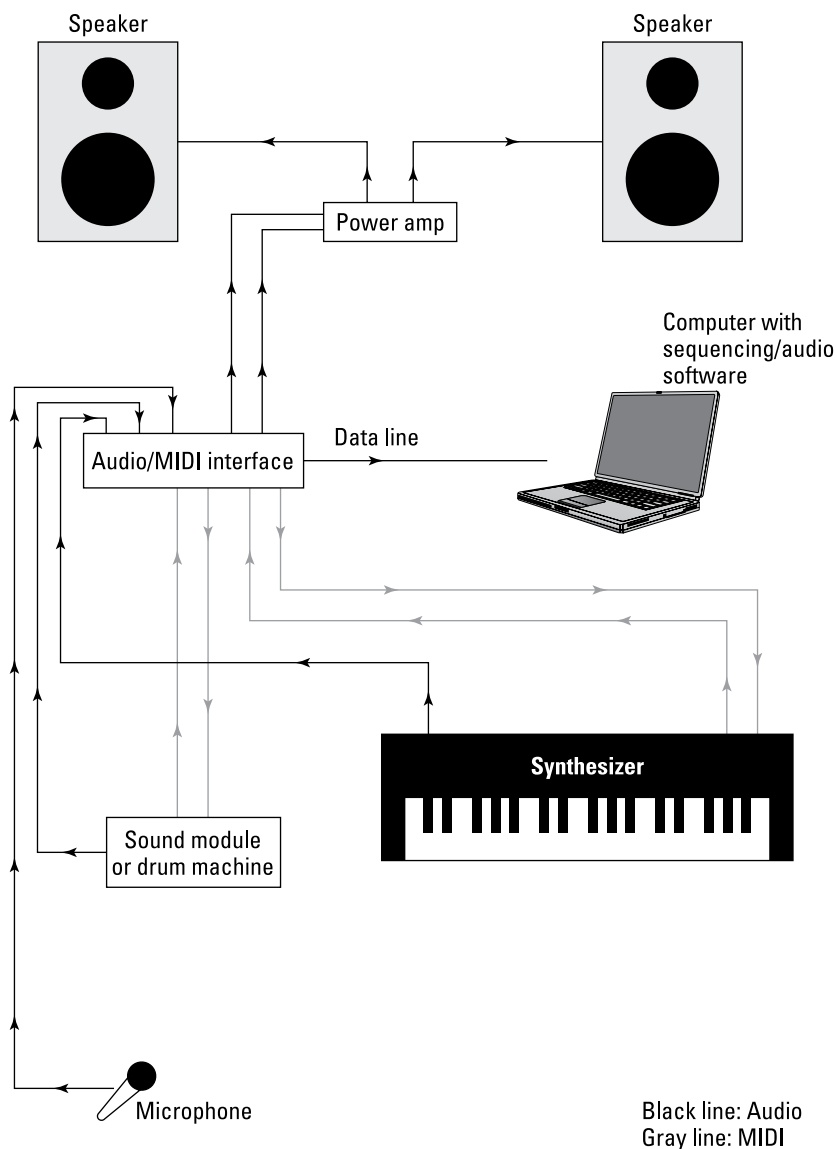 Speaker
Speaker
Power amp
Computer with
sequencing/audio
software
Data line
Audio/MIDI interface
Synthesizer
Sound module
or drum machine
Microphone
Black line: Audio
Gray line: MIDI